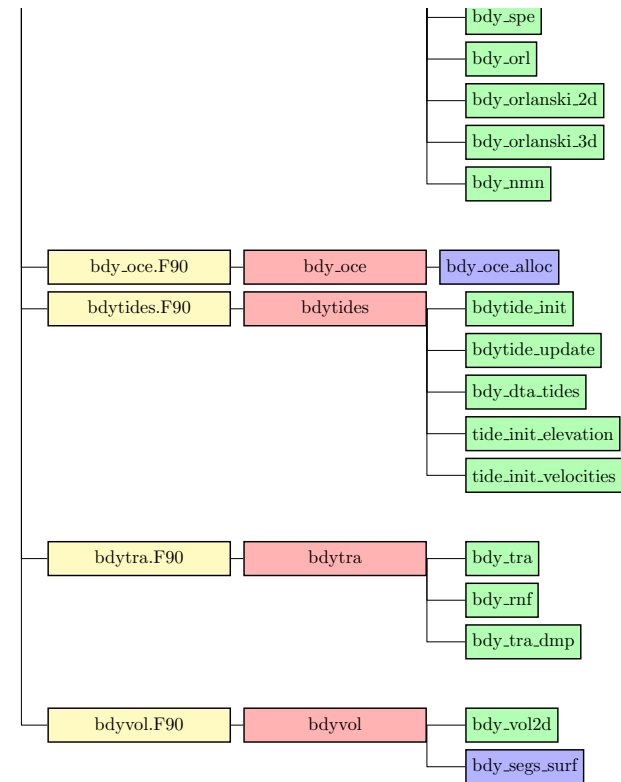 bdy_spe
bdy_orl
bdy_orlanski_2d
bdy_orlanski_3d
bdy_nmn
bdy_oce.F90 bdy_oce bdy_oce_alloc
bdytides.F90 bdytides bdytide_init
bdytide_update
bdy_dta_tides
tide_init_elevation
tide_init_velocities
bdytra.F90 bdytra bdy_tra
bdy_rnf
bdy_tra_dmp
bdyvol.F90 bdyvol bdy_vol2d
bdy_segs_surf